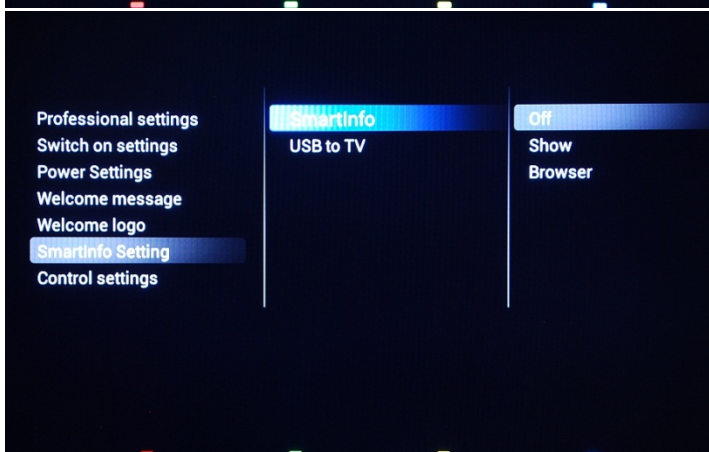 Professional settings
Switch on settings
Power Settings
Welcome message
Welcome logo
SmartInfo Setting
Control settings
SmartInfo
USB to TV
Off
Show
Browser